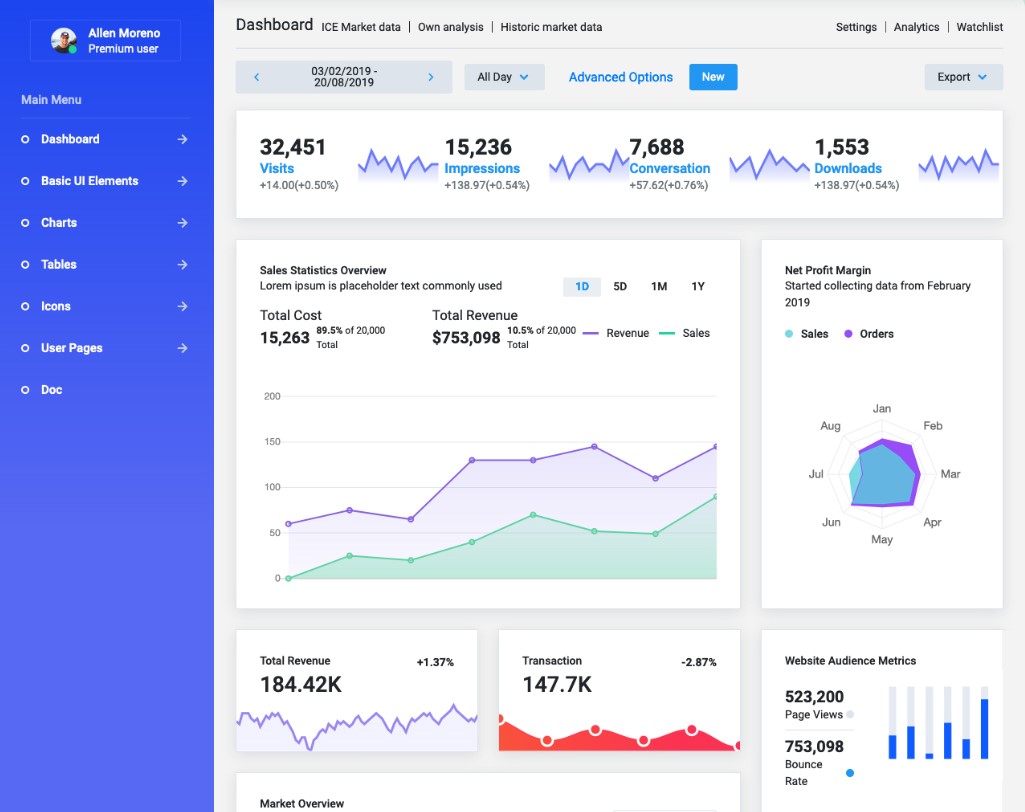 Allen Moreno
Premium user
Main Menu
Dashboard
Basic UI Elements
Charts
Tables
Icons
User Pages
Doc
Dashboard ICE Market data | Own analysis | Historic market data
Settings | Analytics | Watchlist
03/02/2019 -
20/08/2019
All Day
Advanced Options
New
Export
32,451
Visits
+14.00(+0.50%)
15,236
Impressions
+138.97(+0.54%)
7,688
Conversation
+57.62(+0.76%)
1,553
Downloads
+138.97(+0.54%)
Sales Statistics Overview
Lorem ipsum is placeholder text commonly used
1D 5D 1M 1Y
Total Cost
15,263 89.5% of 20,000
Total
Total Revenue
$753,098 10.5% of 20,000
Total
Revenue Sales
200
150
100
50
0
Net Profit Margin
Started collecting data from February
2019
Sales Orders
Jan
Feb
Mar
Apr
May
Jun
Jul
Aug
Total Revenue +1.37%
184.42K
Transaction -2.87%
147.7K
Website Audience Metrics
523,200
Page Views
753,098
Bounce
Rate
Market Overview